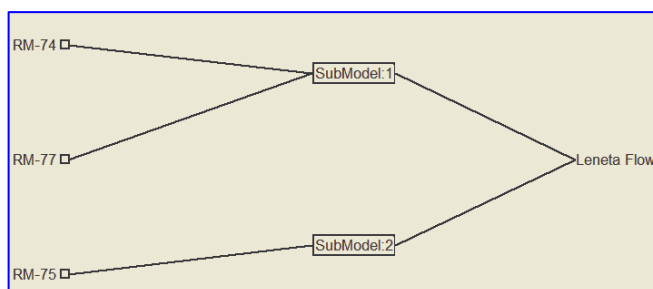 RM-74
SubModel:1
RM-77
Leneta Flow
SubModel:2
RM-75